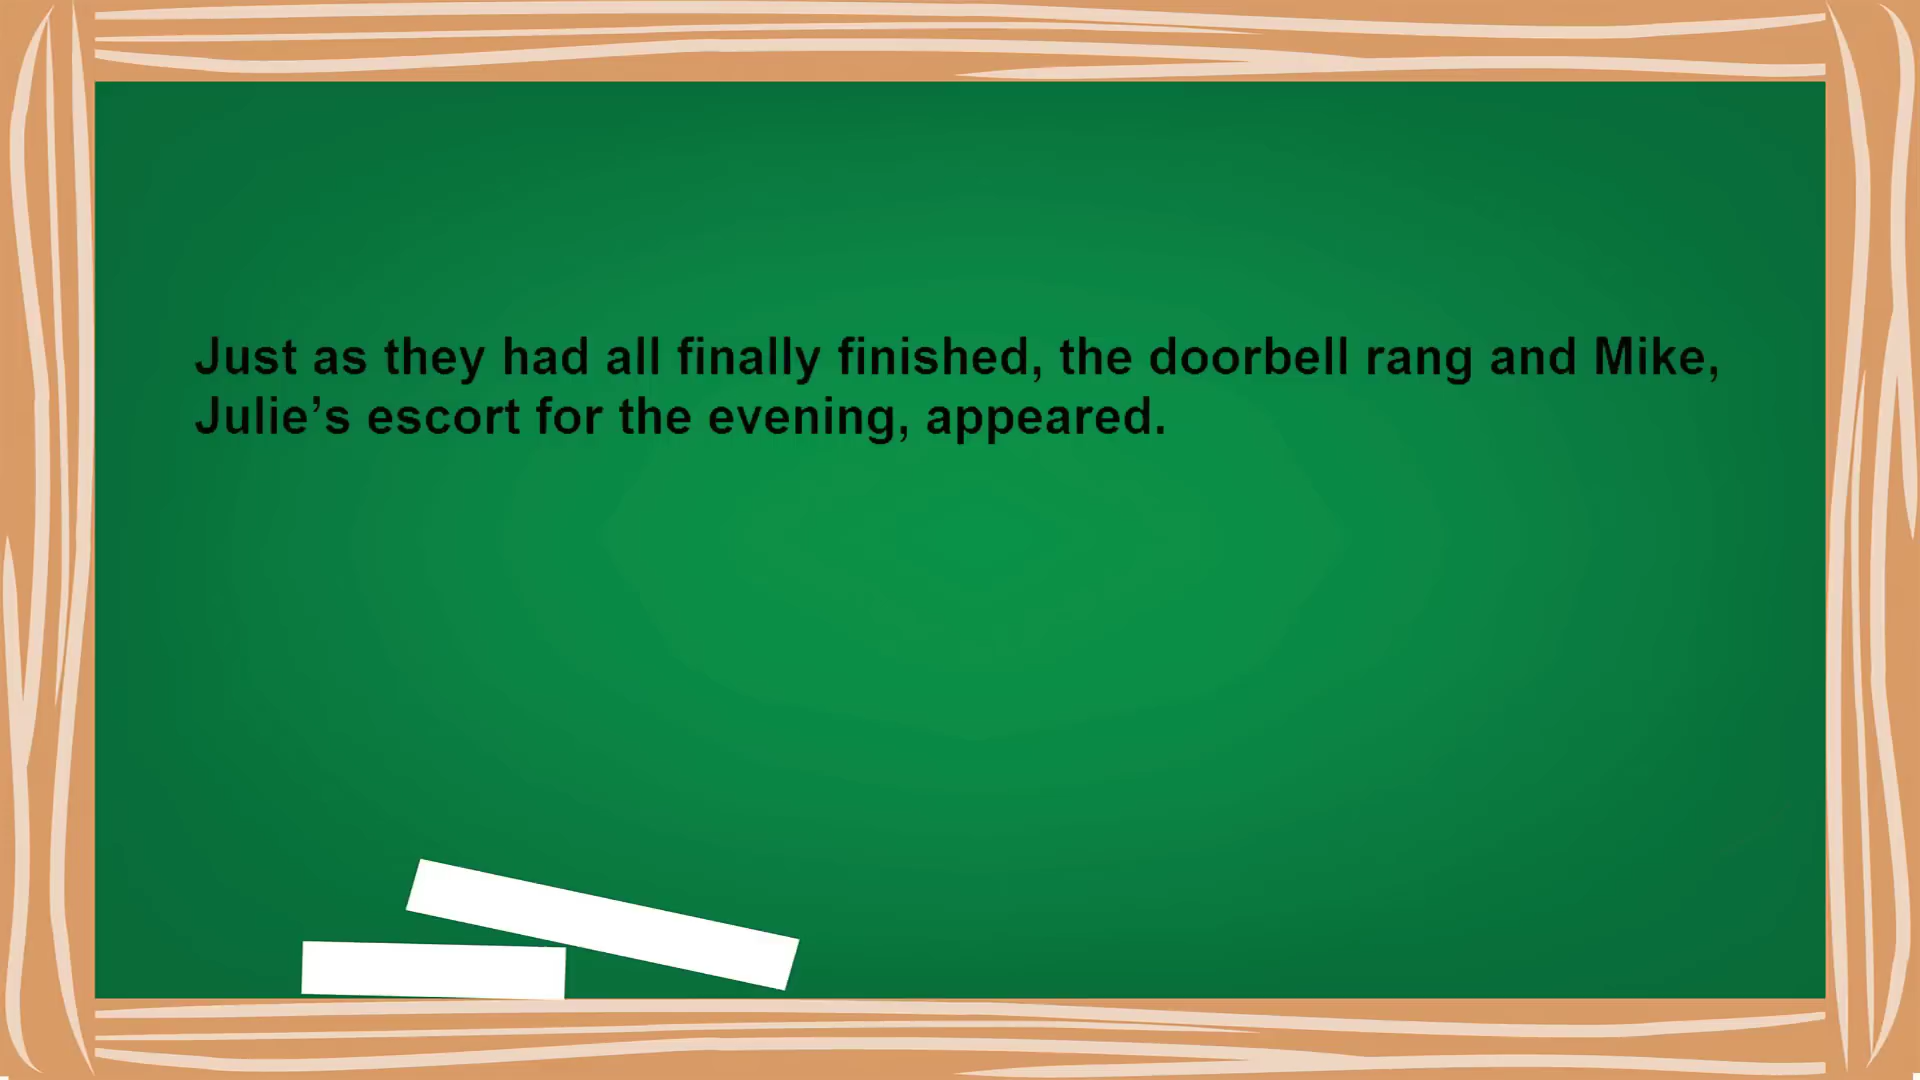 Just as they had all finally finished, the doorbell rang and Mike,
Julie’s escort for the evening, appeared.